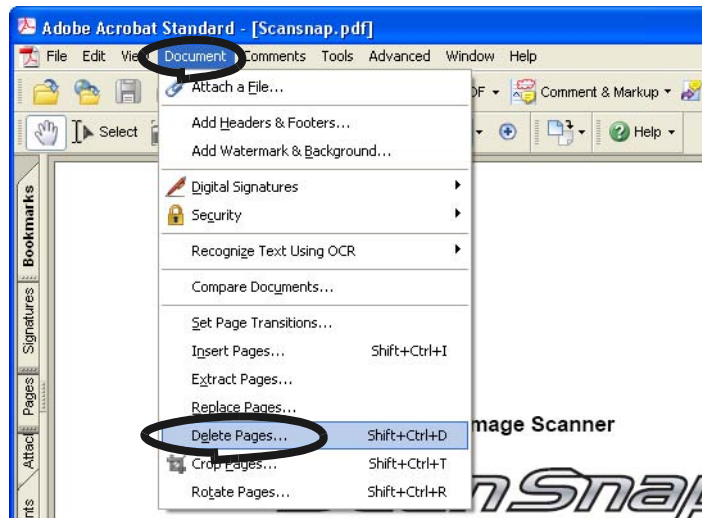 Adobe Acrobat Standard - [Scansnap.pdf]
File Edit View Document Comments Tools Advanced Window Help
Attach a File...
DF Comment & Markup
Select
Help
Add Headers & Footers...
Add Watermark & Background...
Digital Signatures
Security
Recognize Text Using OCR
Compare Documents...
Set Page Transitions...
Insert Pages... Shift+Ctrl+I
Extract Pages...
Replace Pages...
Delete Pages... Shift+Ctrl+D
Crop Pages... Shift+Ctrl+T
Rotate Pages... Shift+Ctrl+R
Bookmarks
Signatures
Pages
Attac
nts
mage Scanner
nSnap